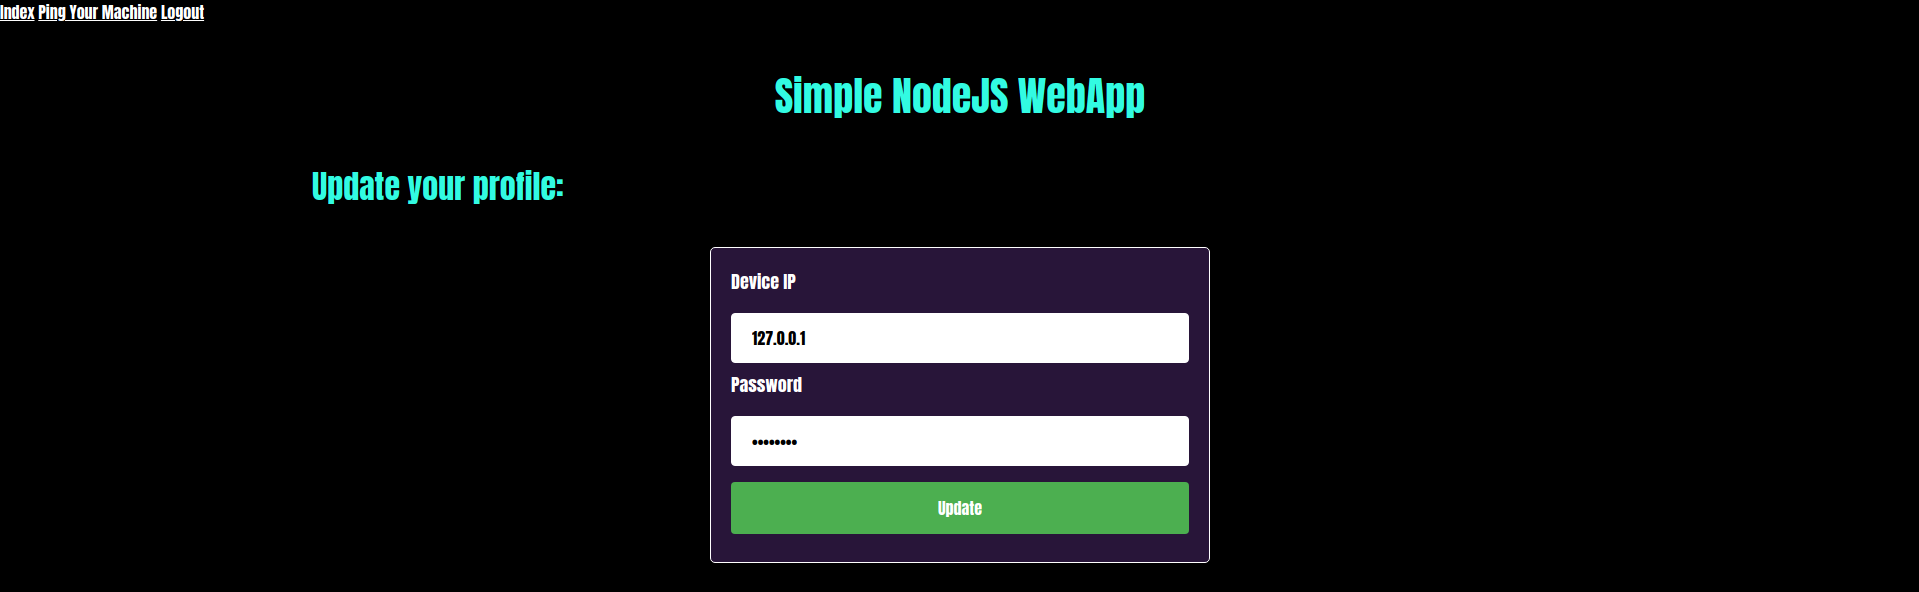 Index Ping Your Machine Logout
Simple NodeJS WebApp
Update your profile:
Device IP
127.0.0.1
Password
••••••••
Update